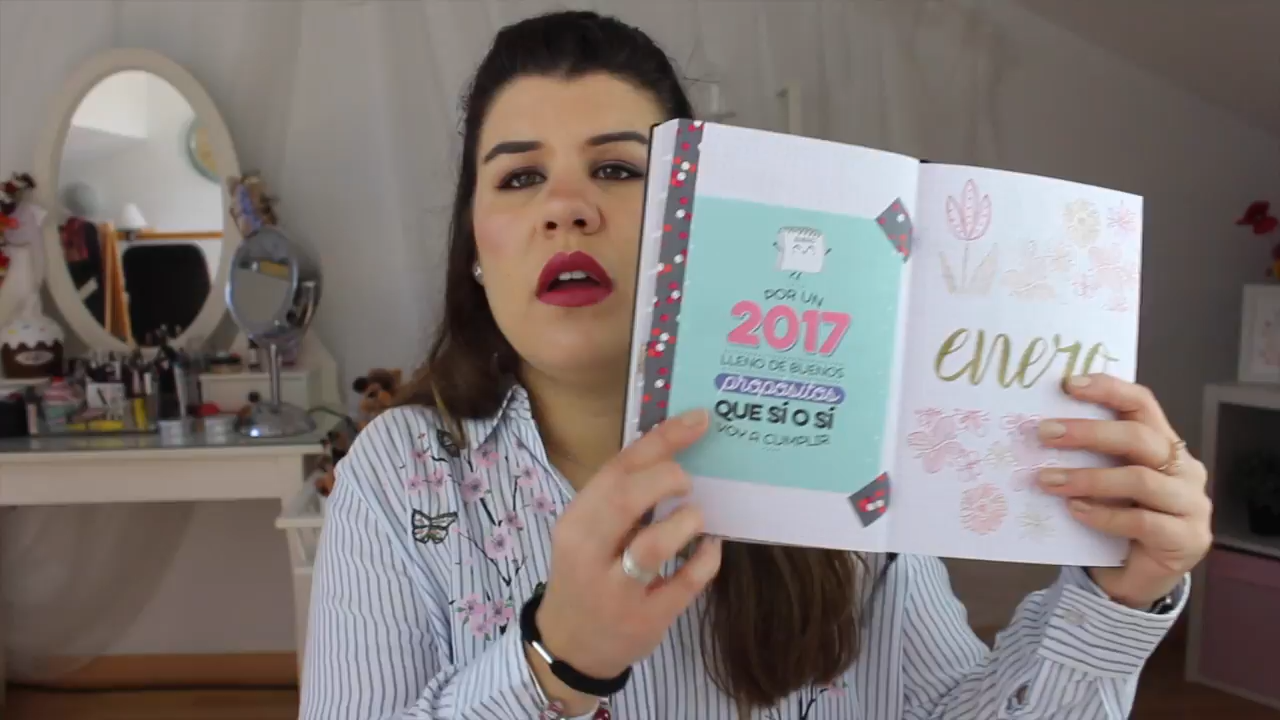 POR UN
2017
LLENO DE BUENOS
propósitos
QUE SÍ O SÍ
VOY A CUMPLIR
enero